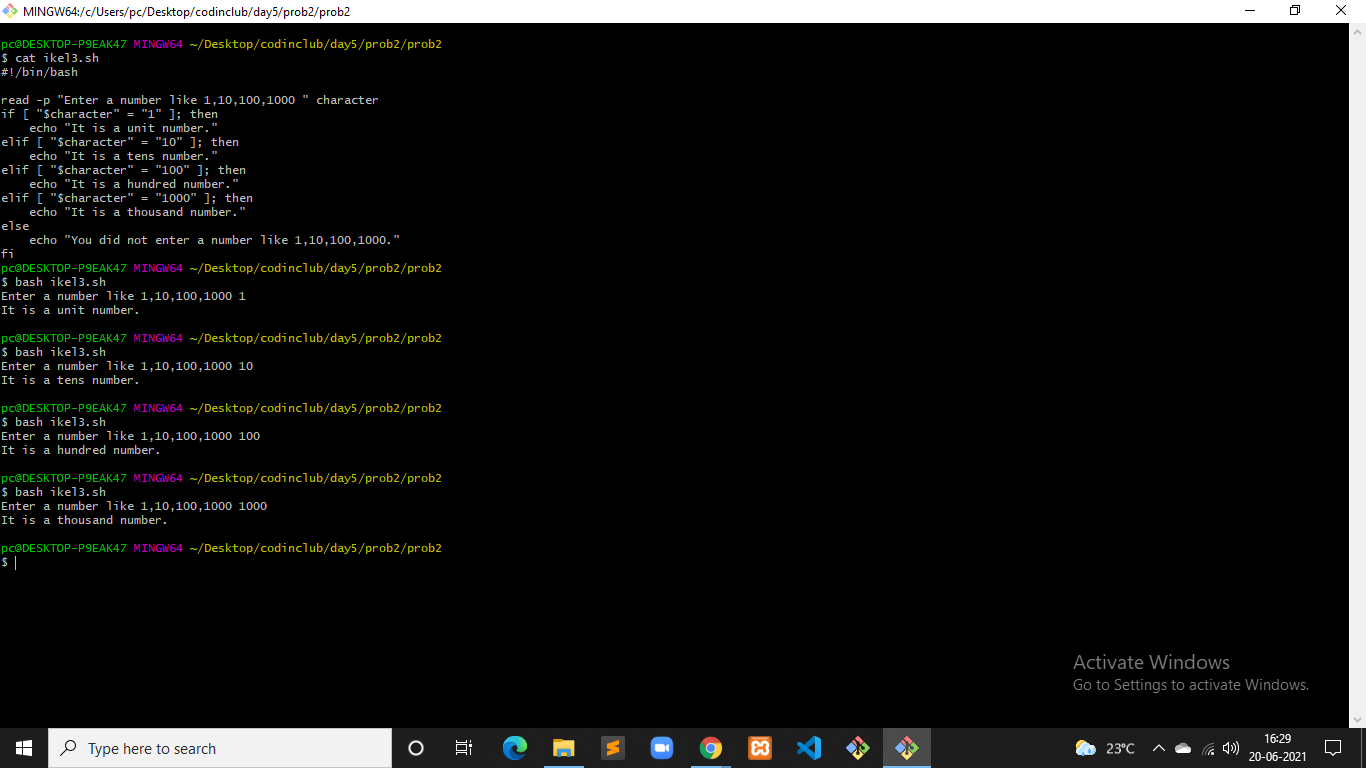 MINGW64:/c/Users/pc/Desktop/codinclub/day5/prob2/prob2
pc@DESKTOP-P9EAK47 MINGW64 ~/Desktop/codinclub/day5/prob2/prob2
$ cat ikel3.sh
#!/bin/bash
read -p "Enter a number like 1,10,100,1000 " character
if [ "$character" = "1" ]; then
    echo "It is a unit number."
elif [ "$character" = "10" ]; then
    echo "It is a tens number."
elif [ "$character" = "100" ]; then
    echo "It is a hundred number."
elif [ "$character" = "1000" ]; then
    echo "It is a thousand number."
else
    echo "You did not enter a number like 1,10,100,1000."
fi
pc@DESKTOP-P9EAK47 MINGW64 ~/Desktop/codinclub/day5/prob2/prob2
$ bash ikel3.sh
Enter a number like 1,10,100,1000 1
It is a unit number.
pc@DESKTOP-P9EAK47 MINGW64 ~/Desktop/codinclub/day5/prob2/prob2
$ bash ikel3.sh
Enter a number like 1,10,100,1000 10
It is a tens number.
pc@DESKTOP-P9EAK47 MINGW64 ~/Desktop/codinclub/day5/prob2/prob2
$ bash ikel3.sh
Enter a number like 1,10,100,1000 100
It is a hundred number.
pc@DESKTOP-P9EAK47 MINGW64 ~/Desktop/codinclub/day5/prob2/prob2
$ bash ikel3.sh
Enter a number like 1,10,100,1000 1000
It is a thousand number.
pc@DESKTOP-P9EAK47 MINGW64 ~/Desktop/codinclub/day5/prob2/prob2
$
Activate Windows
Go to Settings to activate Windows.
Type here to search
23°C
16:29
20-06-2021